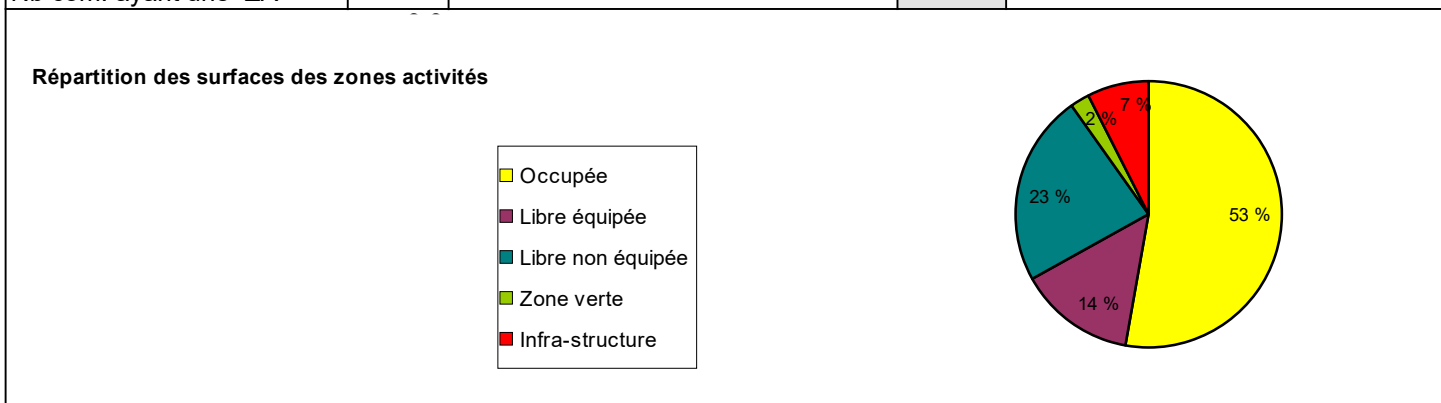 Répartition des surfaces des zones activités
Occupée
Libre équipée
Libre non équipée
Zone verte
Infra-structure
7 %
2 %
23 %
53 %
14 %